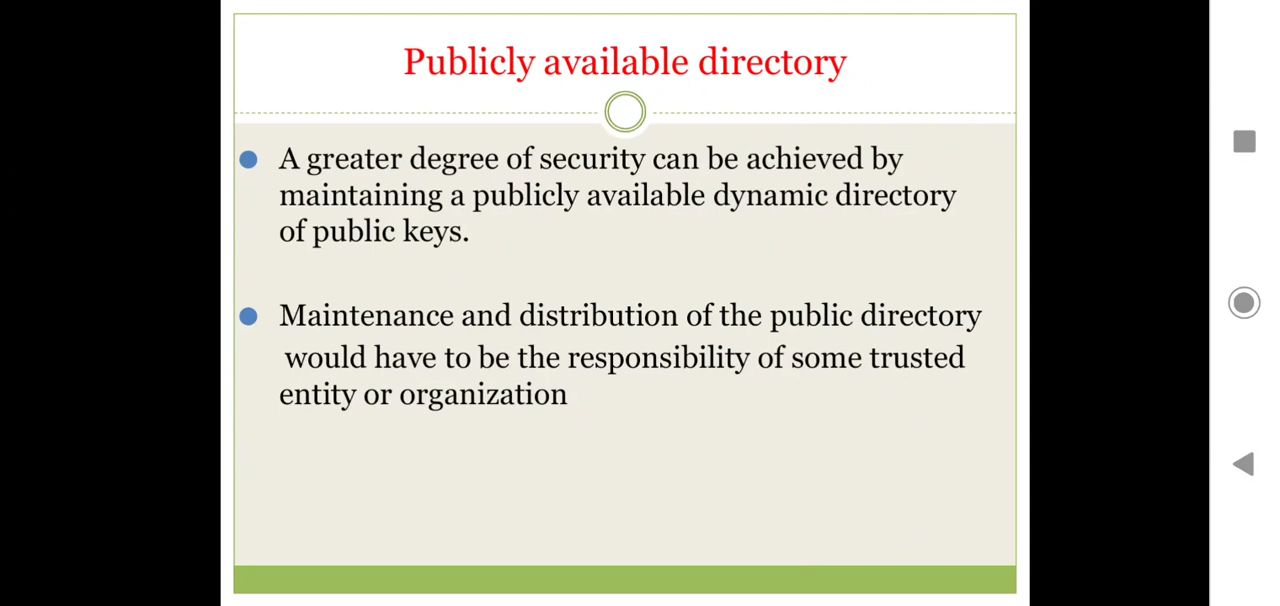 Publicly available directory
A greater degree of security can be achieved by
maintaining a publicly available dynamic directory
of public keys.
Maintenance and distribution of the public directory
would have to be the responsibility of some trusted
entity or organization